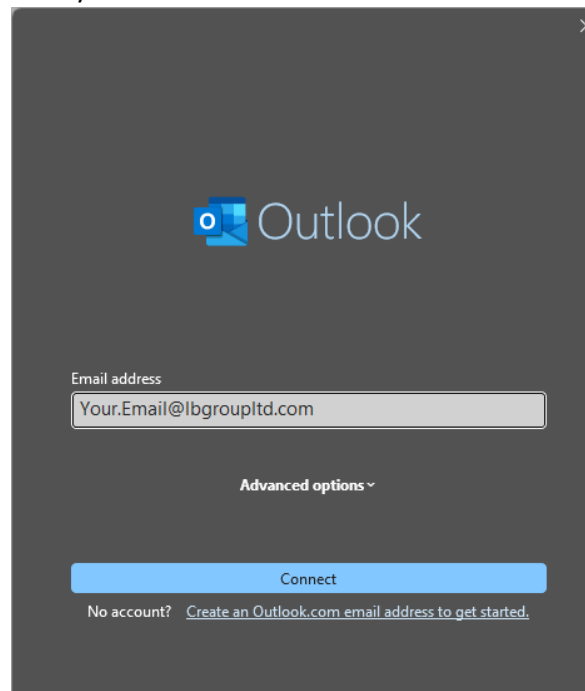 Outlook
Email address
Your.Email@lbgroupltd.com
Advanced options
Connect
No account? Create an Outlook.com email address to get started.